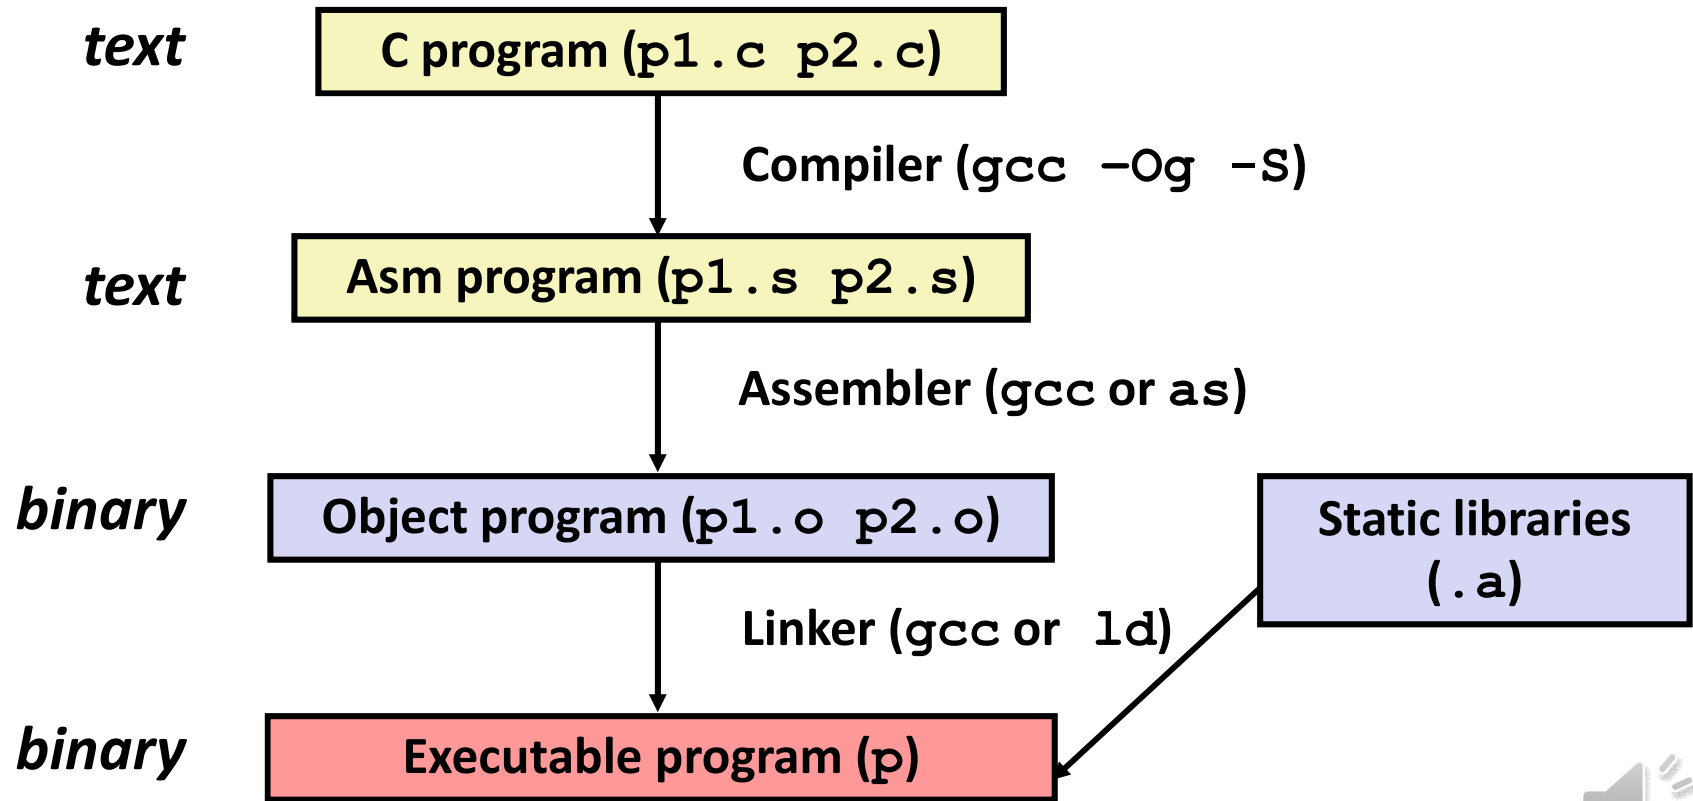 text
C program (p1.c p2.c)
Compiler (gcc –Og -S)
text
Asm program (p1.s p2.s)
Assembler (gcc or as)
binary
Object program (p1.o p2.o)
Static libraries
(.a)
Linker (gcc or ld)
binary
Executable program (p)